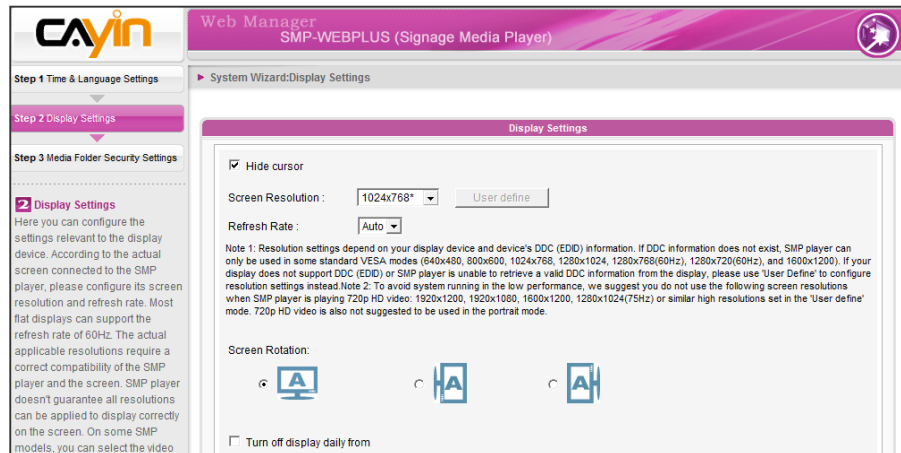 CAYIN
Web Manager
SMP-WEBPLUS (Signage Media Player)
Step 1 Time & Language Settings
Step 2 Display Settings
Step 3 Media Folder Security Settings
2 Display Settings
Here you can configure the
settings relevant to the display
device. According to the actual
screen connected to the SMP
player, please configure its screen
resolution and refresh rate. Most
flat displays can support the
refresh rate of 60Hz. The actual
applicable resolutions require a
correct compatibility of the SMP
player and the screen. SMP player
doesn't guarantee all resolutions
can be applied to display correctly
on the screen. On some SMP
models, you can select the video
System Wizard:Display Settings
Display Settings
Hide cursor
Screen Resolution : 1024x768* User define
Refresh Rate : Auto
Note 1: Resolution settings depend on your display device and device's DDC (EDID) information. If DDC information does not exist, SMP player can
only be used in some standard VESA modes (640x480, 800x600, 1024x768, 1280x1024, 1280x768(60Hz), 1280x720(60Hz), and 1600x1200). If your
display does not support DDC (EDID) or SMP player is unable to retrieve a valid DDC information from the display, please use 'User Define' to configure
resolution settings instead.Note 2: To avoid system running in the low performance, we suggest you do not use the following screen resolutions
when SMP player is playing 720p HD video: 1920x1200, 1920x1080, 1600x1200, 1280x1024(75Hz) or similar high resolutions set in the 'User define'
mode. 720p HD video is also not suggested to be used in the portrait mode.
Screen Rotation:
A A A
Turn off display daily from